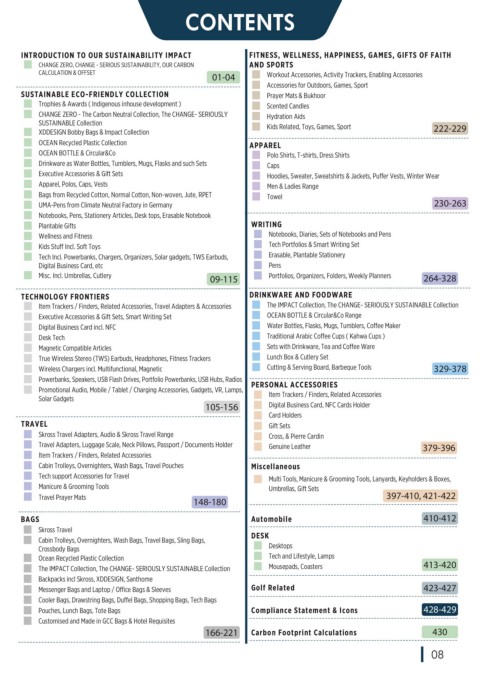 CONTENTS
INTRODUCTION TO OUR SUSTAINABILITY IMPACT
CHANGE ZERO, CHANGE - SERIOUS SUSTAINABILITY, OUR CARBON
CALCULATION & OFFSET
01-04
SUSTAINABLE ECO-FRIENDLY COLLECTION
Trophies & Awards ( Indigenous inhouse development )
CHANGE ZERO - The Carbon Neutral Collection, The CHANGE- SERIOUSLY
SUSTAINABLE Collection
XDDESIGN Bobby Bags & Impact Collection
OCEAN Recycled Plastic Collection
OCEAN BOTTLE & Circular&Co
Drinkware as Water Bottles, Tumblers, Mugs, Flasks and such Sets
Executive Accessories & Gift Sets
Apparel, Polos, Caps, Vests
Bags from Recycled Cotton, Normal Cotton, Non-woven, Jute, RPET
UMA-Pens from Climate Neutral Factory in Germany
Notebooks, Pens, Stationery Articles, Desk tops, Erasable Notebook
Plantable Gifts
Wellness and Fitness
Kids Stuff Incl. Soft Toys
Tech Incl. Powerbanks, Chargers, Organizers, Solar gadgets, TWS Earbuds,
Digital Business Card, etc
Misc. Incl. Umbrellas, Cutlery
09-115
TECHNOLOGY FRONTIERS
Item Trackers / Finders, Related Accessories, Travel Adapters & Accessories
Executive Accessories & Gift Sets, Smart Writing Set
Digital Business Card incl. NFC
Desk Tech
Magnetic Compatible Articles
True Wireless Stereo (TWS) Earbuds, Headphones, Fitness Trackers
Wireless Chargers incl. Multifunctional, Magnetic
Powerbanks, Speakers, USB Flash Drives, Portfolio Powerbanks, USB Hubs, Radios
Promotional Audio, Mobile / Tablet / Charging Accessories, Gadgets, VR, Lamps,
Solar Gadgets
105-156
TRAVEL
Skross Travel Adapters, Audio & Skross Travel Range
Travel Adapters, Luggage Scale, Neck Pillows, Passport / Documents Holder
Item Trackers / Finders, Related Accessories
Cabin Trolleys, Overnighters, Wash Bags, Travel Pouches
Tech support Accessories for Travel
Manicure & Grooming Tools
Travel Prayer Mats
148-180
BAGS
Skross Travel
Cabin Trolleys, Overnighters, Wash Bags, Travel Bags, Sling Bags,
Crossbody Bags
Ocean Recycled Plastic Collection
The IMPACT Collection, The CHANGE- SERIOUSLY SUSTAINABLE Collection
Backpacks incl Skross, XDDESIGN, Santhome
Messenger Bags and Laptop / Office Bags & Sleeves
Cooler Bags, Drawstring Bags, Duffel Bags, Shopping Bags, Tech Bags
Pouches, Lunch Bags, Tote Bags
Customised and Made in GCC Bags & Hotel Requisites
166-221
FITNESS, WELLNESS, HAPPINESS, GAMES, GIFTS OF FAITH
AND SPORTS
Workout Accessories, Activity Trackers, Enabling Accessories
Accessories for Outdoors, Games, Sport
Prayer Mats & Bukhoor
Scented Candles
Hydration Aids
Kids Related, Toys, Games, Sport
222-229
APPAREL
Polo Shirts, T-shirts, Dress Shirts
Caps
Hoodies, Sweater, Sweatshirts & Jackets, Puffer Vests, Winter Wear
Men & Ladies Range
Towel
230-263
WRITING
Notebooks, Diaries, Sets of Notebooks and Pens
Tech Portfolios & Smart Writing Set
Erasable, Plantable Stationery
Pens
Portfolios, Organizers, Folders, Weekly Planners
264-328
DRINKWARE AND FOODWARE
The IMPACT Collection, The CHANGE- SERIOUSLY SUSTAINABLE Collection
OCEAN BOTTLE & Circular&Co Range
Water Bottles, Flasks, Mugs, Tumblers, Coffee Maker
Traditional Arabic Coffee Cups ( Kahwa Cups )
Sets with Drinkware, Tea and Coffee Ware
Lunch Box & Cutlery Set
Cutting & Serving Board, Barbeque Tools
329-378
PERSONAL ACCESSORIES
Item Trackers / Finders, Related Accessories
Digital Business Card, NFC Cards Holder
Card Holders
Gift Sets
Cross, & Pierre Cardin
Genuine Leather
379-396
Miscellaneous
Multi Tools, Manicure & Grooming Tools, Lanyards, Keyholders & Boxes,
Umbrellas, Gift Sets
397-410, 421-422
Automobile
410-412
DESK
Desktops
Tech and Lifestyle, Lamps
Mousepads, Coasters
413-420
Golf Related
423-427
Compliance Statement & Icons
428-429
Carbon Footprint Calculations
430
08